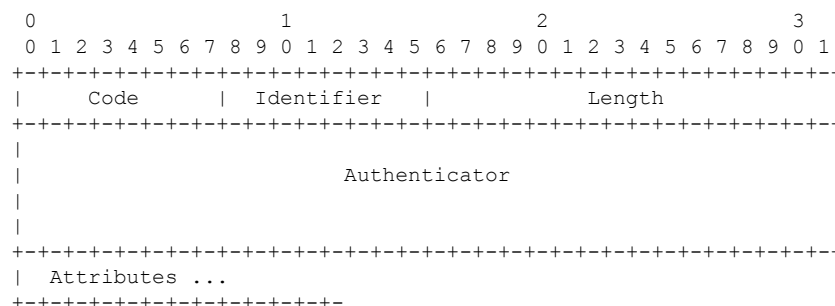 0                   1                   2                   3
 0 1 2 3 4 5 6 7 8 9 0 1 2 3 4 5 6 7 8 9 0 1 2 3 4 5 6 7 8 9 0 1
+-+-+-+-+-+-+-+-+-+-+-+-+-+-+-+-+-+-+-+-+-+-+-+-+-+-+-+-+-+-+-+-
|     Code      |  Identifier   |            Length
+-+-+-+-+-+-+-+-+-+-+-+-+-+-+-+-+-+-+-+-+-+-+-+-+-+-+-+-+-+-+-+-
|
|                         Authenticator
|
|
+-+-+-+-+-+-+-+-+-+-+-+-+-+-+-+-+-+-+-+-+-+-+-+-+-+-+-+-+-+-+-+-
|  Attributes ...
+-+-+-+-+-+-+-+-+-+-+-+-+-